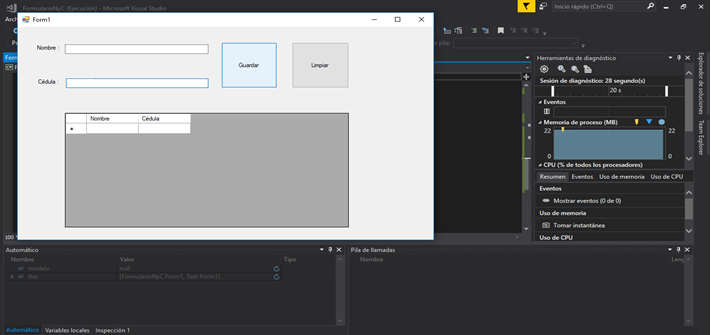 FormularioNyC (Ejecución) - Microsoft Visual Studio
Inicio rápido (Ctrl+Q)
Form1
Nombre :
Guardar
Limpiar
Cédula :
Nombre Cédula
Herramientas de diagnóstico
Sesión de diagnóstico: 28 segundo(s)
20 s
Eventos
Memoria de proceso (MB)
22 22
0 0
CPU (% de todos los procesadores)
Resumen Eventos Uso de memoria Uso de CPU
Eventos
Mostrar eventos (0 de 0)
Uso de memoria
Tomar instantánea
Uso de CPU
Explorador de soluciones
Team Explorer
100 %
Automático
Nombre Valor Tipo
modelo null
this {FormularioNyC.Form1, Text: Form1}
Automático Variables locales Inspección 1
Pila de llamadas
Nombre Leng